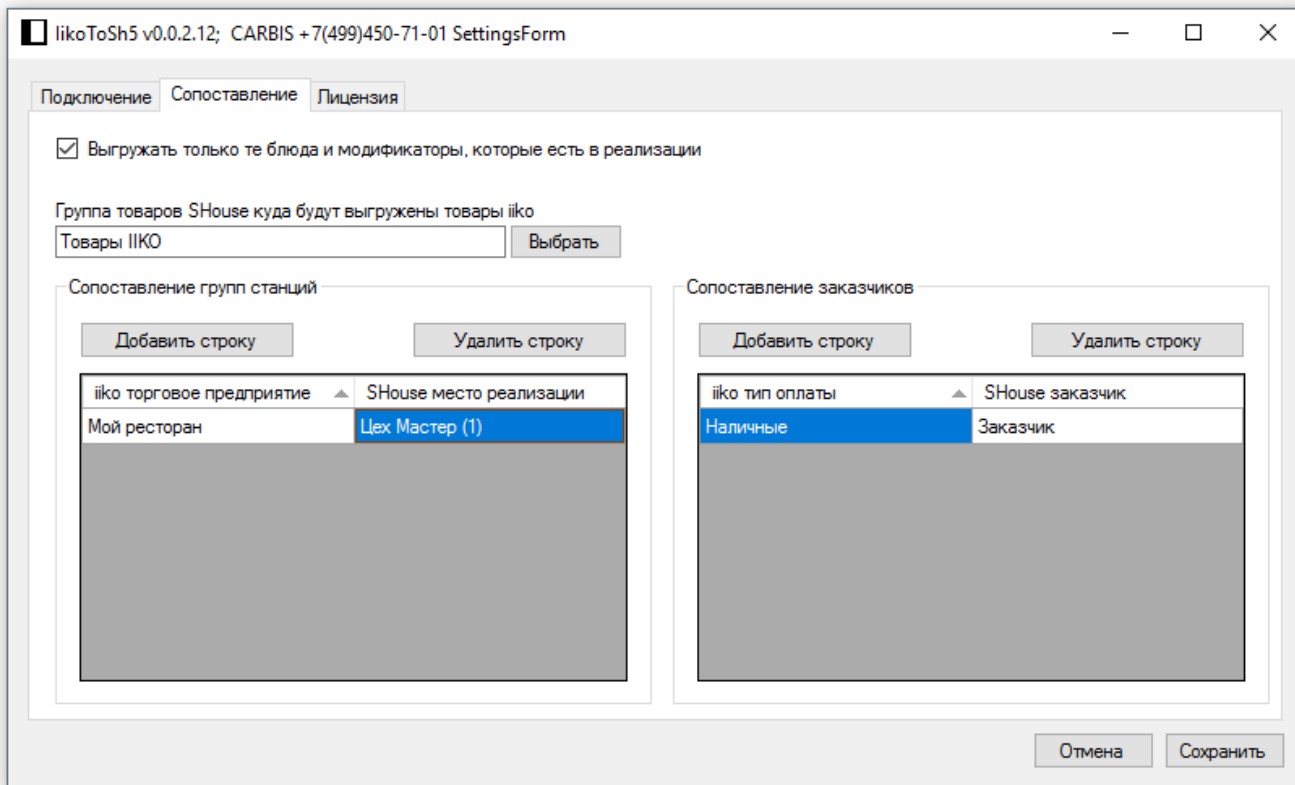 IikoToSh5 v0.0.2.12; CARBIS +7(499)450-71-01 SettingsForm
Подключение Сопоставление Лицензия
Выгружать только те блюда и модификаторы, которые есть в реализации
Группа товаров SHouse куда будут выгружены товары iiko
Товары IIKO Выбрать
Сопоставление групп станций
Добавить строку Удалить строку
iiko торговое предприятие SHouse место реализации
Мой ресторан Цех Мастер (1)
Сопоставление заказчиков
Добавить строку Удалить строку
iiko тип оплаты SHouse заказчик
Наличные Заказчик
Отмена Сохранить